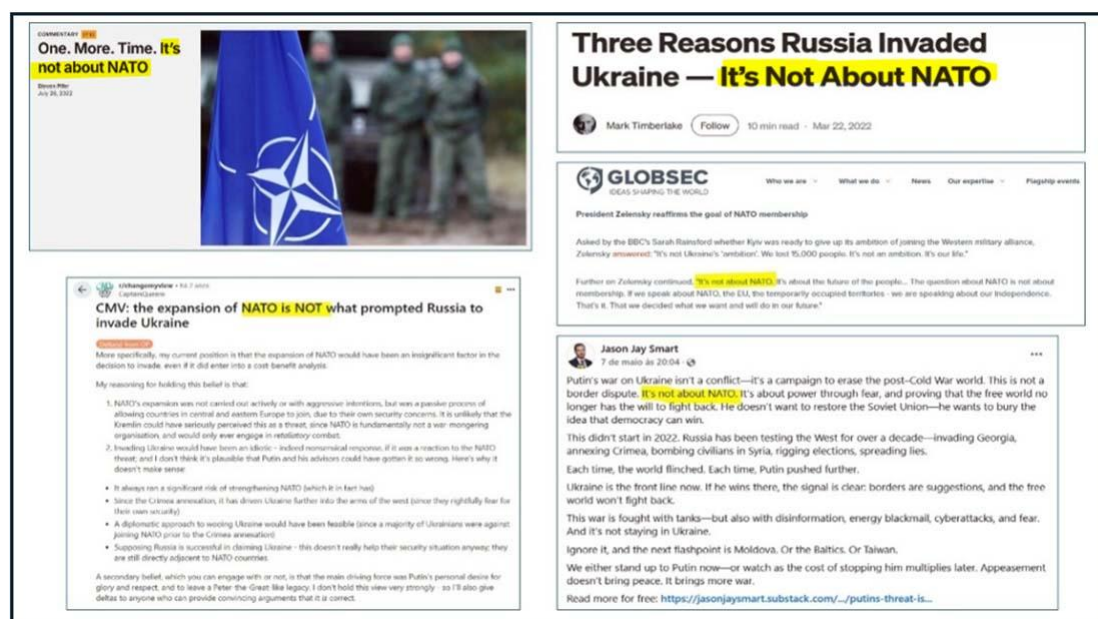 COMMENTARY
One. More. Time. It's
not about NATO
Steven Pifer
July 26, 2022
Three Reasons Russia Invaded
Ukraine — It's Not About NATO
Mark Timberlake
Follow
10 min read · Mar 22, 2022
GLOBSEC
IDEAS SHAPING THE WORLD
Who we are
What we do
News
Our expertise
Flagship events
President Zelensky reaffirms the goal of NATO membership
Asked by the BBC's Sarah Rainsford whether Kyiv was ready to give up its ambition of joining the Western military alliance,
Zelensky answered: "It's not Ukraine's 'ambition'. We lost 15,000 people. It's not an ambition. It's our life."
Further on Zelensky continued, "It's not about NATO. It's about the future of the people... The question about NATO is not about
membership. If we speak about NATO, the EU, the temporarily occupied territories - we are speaking about our Independence.
That's it. That we decided what we want and will do in our future."
r/changemyview
CMV: the expansion of NATO is NOT what prompted Russia to
invade Ukraine
More specifically, my current position is that the expansion of NATO would have been an insignificant factor in the
decision to invade, even if it did enter into a cost benefit analysis.
My reasoning for holding this belief is that:
1. NATO's expansion was not carried out actively or with aggressive intentions, but was a passive process of
allowing countries in central and eastern Europe to join, due to their own security concerns. It is unlikely that the
Kremlin could have seriously perceived this as a threat, since NATO is fundamentally not a war mongering
organisation, and would only ever engage in retaliatory combat.
2. Invading Ukraine would have been an idiotic - indeed nonsensical response, if it was a reaction to the NATO
threat; and I don't think it's plausible that Putin and his advisors could have gotten it so wrong. Here's why it
doesn't make sense:
• It always ran a significant risk of strengthening NATO (which it in fact has)
• Since the Crimea annexation, it has driven Ukraine further into the arms of the west (since they rightfully fear for
their own security)
• A diplomatic approach to wooing Ukraine would have been feasible (since a majority of Ukrainians were against
joining NATO prior to the Crimea annexation)
• Supposing Russia is successful in claiming Ukraine - this doesn't really help their security situation anyway; they
are still directly adjacent to NATO countries
A secondary belief, which you can engage with or not, is that the main driving force was Putin's personal desire for
glory and respect, and to leave a Peter-the-Great like legacy. I don't hold this view very strongly - so I'll also give
deltas to anyone who can provide convincing arguments that it is correct.
Jason Jay Smart
7 de maio às 20:04
Putin's war on Ukraine isn't a conflict—it's a campaign to erase the post–Cold War world. This is not a
border dispute. It's not about NATO. It's about power through fear, and proving that the free world no
longer has the will to fight back. He doesn't want to restore the Soviet Union—he wants to bury the
idea that democracy can win.
This didn't start in 2022. Russia has been testing the West for over a decade—invading Georgia,
annexing Crimea, bombing civilians in Syria, rigging elections, spreading lies.
Each time, the world flinched. Each time, Putin pushed further.
Ukraine is the front line now. If he wins there, the signal is clear: borders are suggestions, and the free
world won't fight back.
This war is fought with tanks—but also with disinformation, energy blackmail, cyberattacks, and fear.
And it's not staying in Ukraine.
Ignore it, and the next flashpoint is Moldova. Or the Baltics. Or Taiwan.
We either stand up to Putin now—or watch as the cost of stopping him multiplies later. Appeasement
doesn't bring peace. It brings more war.
Read more for free: https://jasonjaysmart.substack.com/.../putins-threat-is...